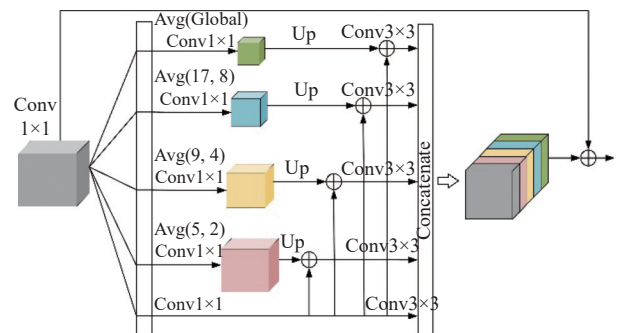 Avg(Global)
Conv1×1
Up
Conv3×3
Avg(17, 8)
Conv1×1
Up
Conv3×3
Conv
1×1
Avg(9, 4)
Conv1×1
Up
Conv3×3
Avg(5, 2)
Conv1×1
Up
Conv3×3
Conv1×1
Conv3×3
Concatenate